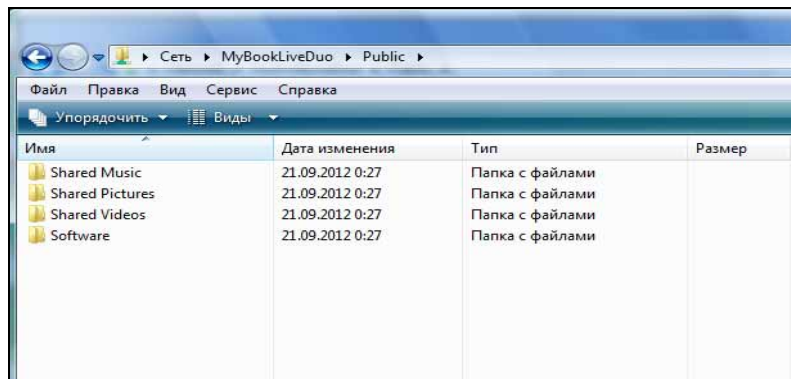 Сеть MyBookLiveDuo Public
Файл Правка Вид Сервис Справка
Упорядочить Виды
Имя Дата изменения Тип Размер
Shared Music 21.09.2012 0:27 Папка с файлами
Shared Pictures 21.09.2012 0:27 Папка с файлами
Shared Videos 21.09.2012 0:27 Папка с файлами
Software 21.09.2012 0:27 Папка с файлами